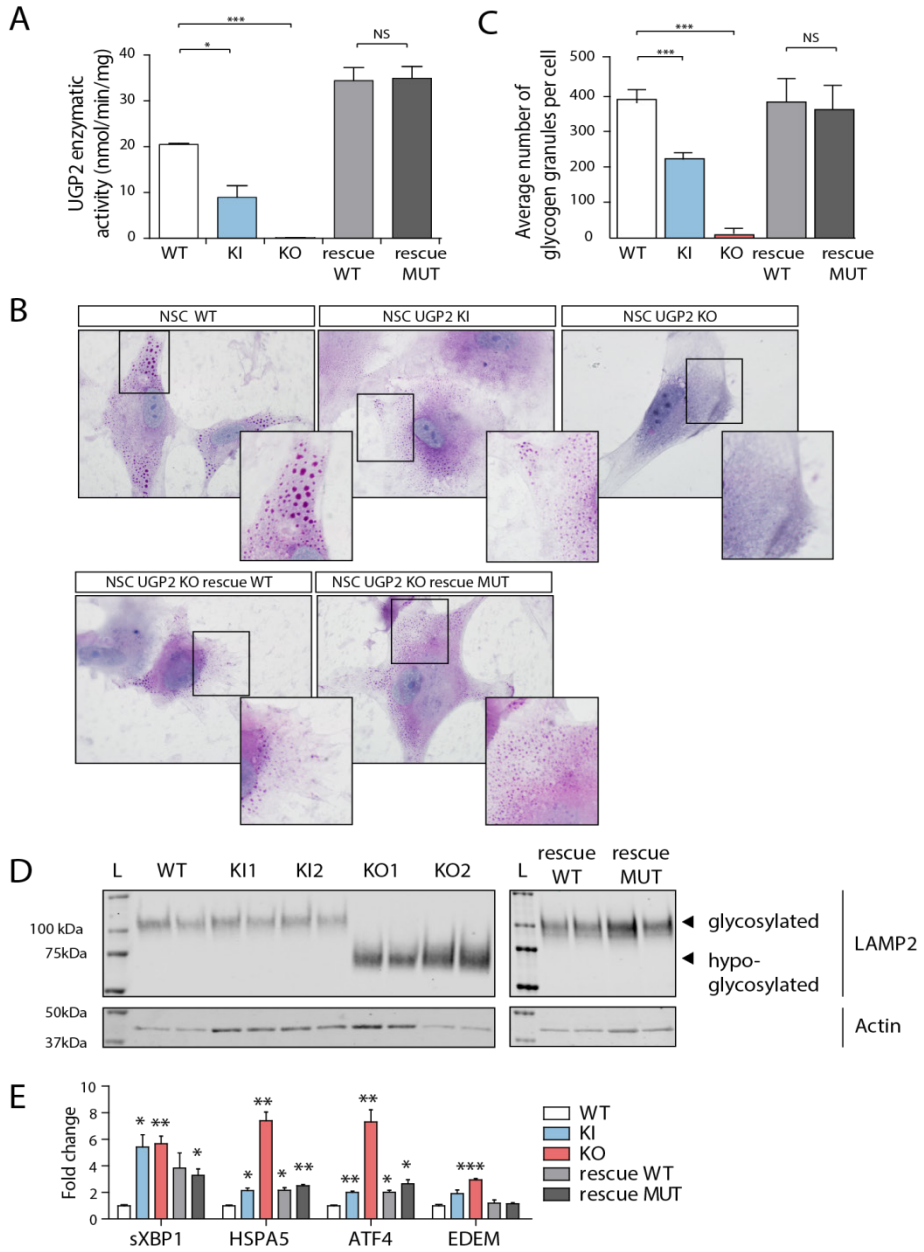 A
UGP2 enzymatic
activity (nmol/min/mg)
40
30
20
10
0
***
*
NS
WT
KI
KO
rescue
WT
rescue
MUT
C
Average number of
glycogen granules per cell
400
300
200
100
0
***
***
NS
WT
KI
KO
rescue
WT
rescue
MUT
B
NSC WT
NSC UGP2 KI
NSC UGP2 KO
NSC UGP2 KO rescue WT
NSC UGP2 KO rescue MUT
D
L WT KI1 KI2 KO1 KO2
100 kDa
75kDa
50kDa
37kDa
L rescue WT rescue MUT
glycosylated
hypo-
glycosylated
LAMP2
Actin
E
Fold change
10
8
6
4
2
0
* ** *
* ** * **
** ** * *
***
sXBP1 HSPA5 ATF4 EDEM
WT
KI
KO
rescue WT
rescue MUT